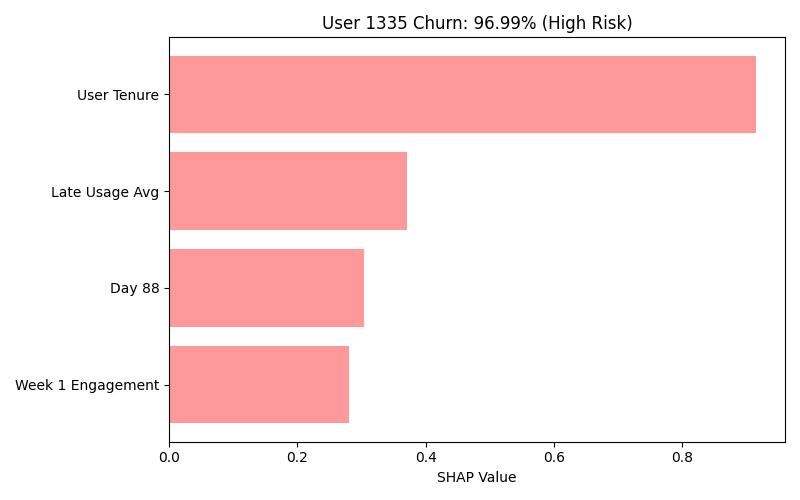 User 1335 Churn: 96.99% (High Risk)
User Tenure
Late Usage Avg
Day 88
Week 1 Engagement
0.0 0.2 0.4 0.6 0.8
SHAP Value